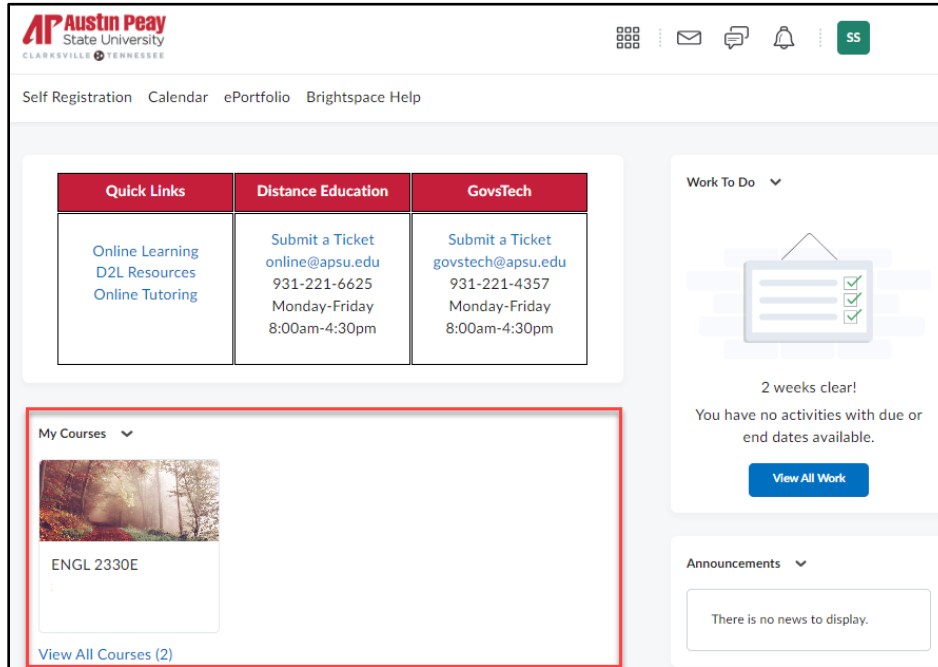 AP Austin Peay
State University
CLARKSVILLE TENNESSEE
SS
Self Registration Calendar ePortfolio Brightspace Help
Quick Links
Online Learning
D2L Resources
Online Tutoring
Distance Education
Submit a Ticket
online@apsu.edu
931-221-6625
Monday-Friday
8:00am-4:30pm
GovsTech
Submit a Ticket
govstech@apsu.edu
931-221-4357
Monday-Friday
8:00am-4:30pm
My Courses
ENGL 2330E
View All Courses (2)
Work To Do
2 weeks clear!
You have no activities with due or
end dates available.
View All Work
Announcements
There is no news to display.